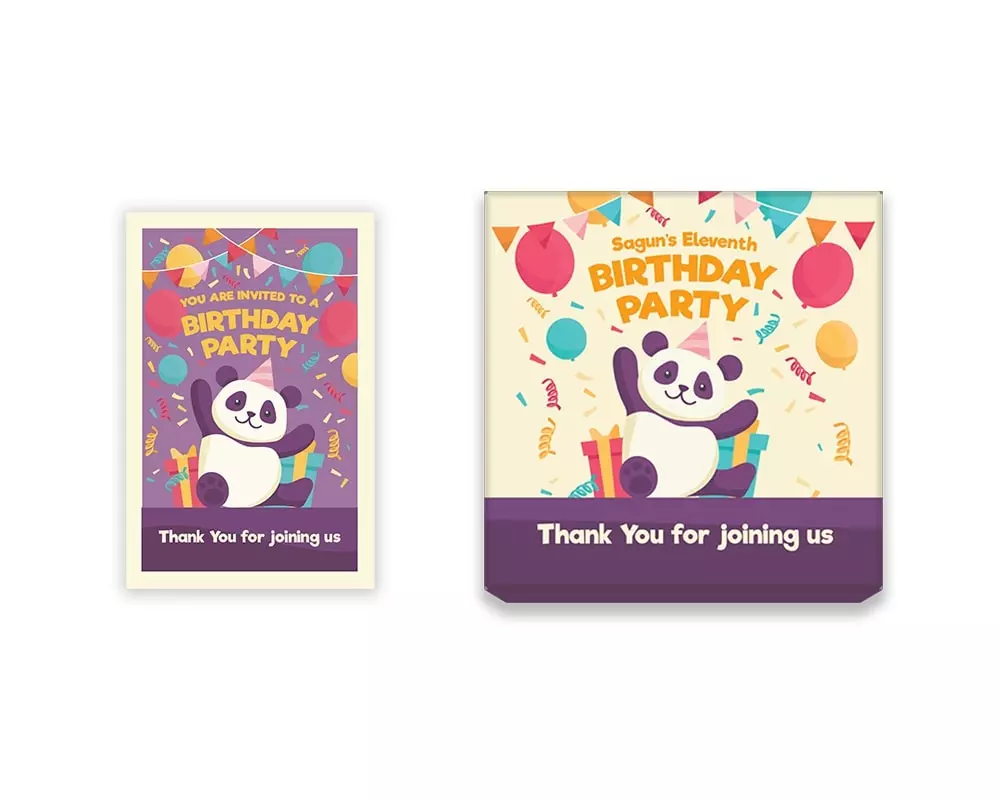 YOU ARE INVITED TO A
BIRTHDAY
PARTY
Thank You for joining us
Sagun's Eleventh
BIRTHDAY
PARTY
Thank You for joining us